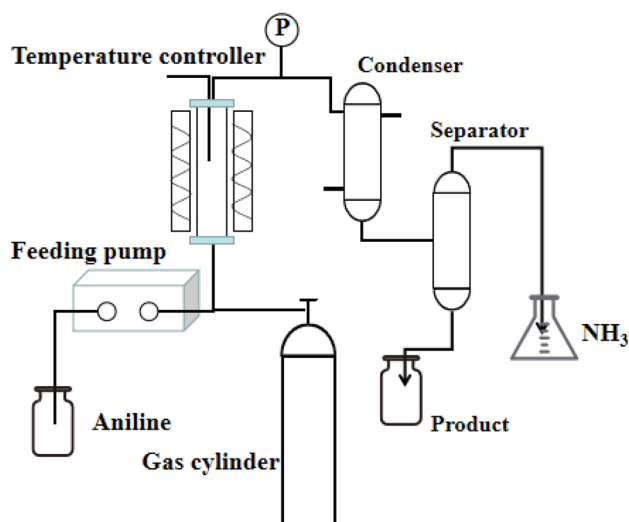 P
Temperature controller
Condenser
Separator
Feeding pump
NH₃
Aniline
Product
Gas cylinder